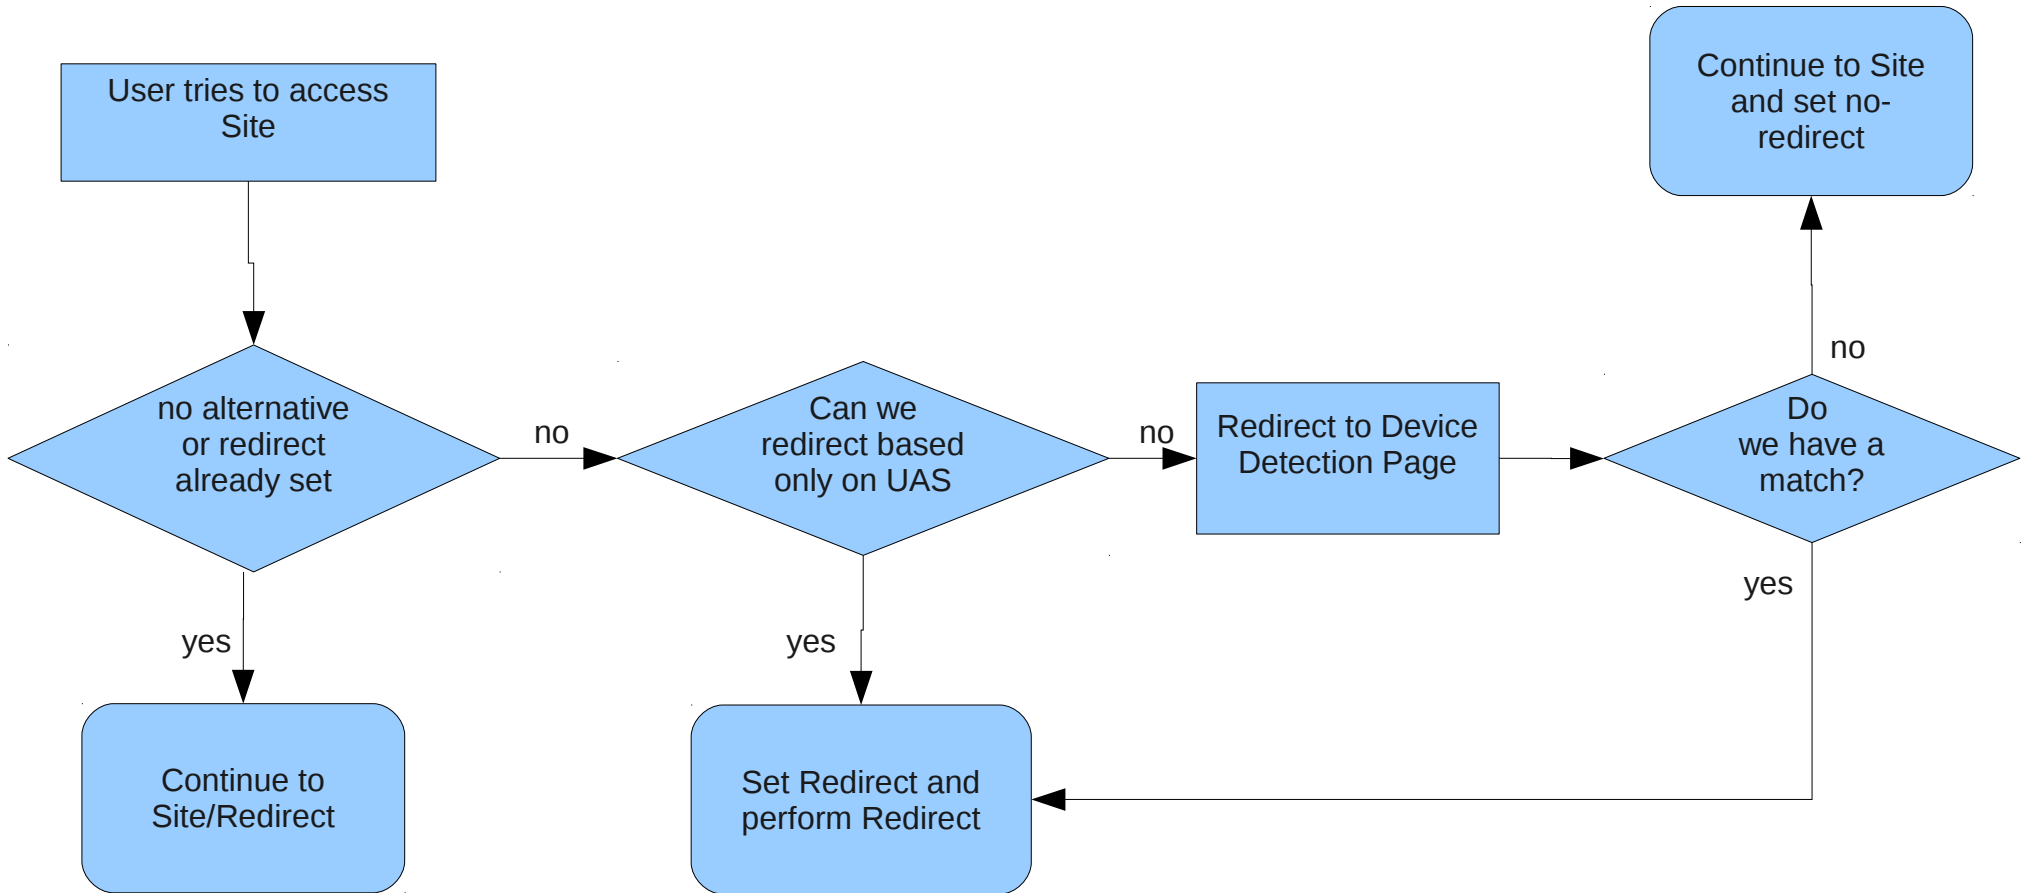 User tries to access
Site
Continue to Site
and set no-
redirect
no alternative
or redirect
already set
no
Can we
redirect based
only on UAS
no
Redirect to Device
Detection Page
no
Do
we have a
match?
yes
yes
yes
Continue to
Site/Redirect
Set Redirect and
perform Redirect